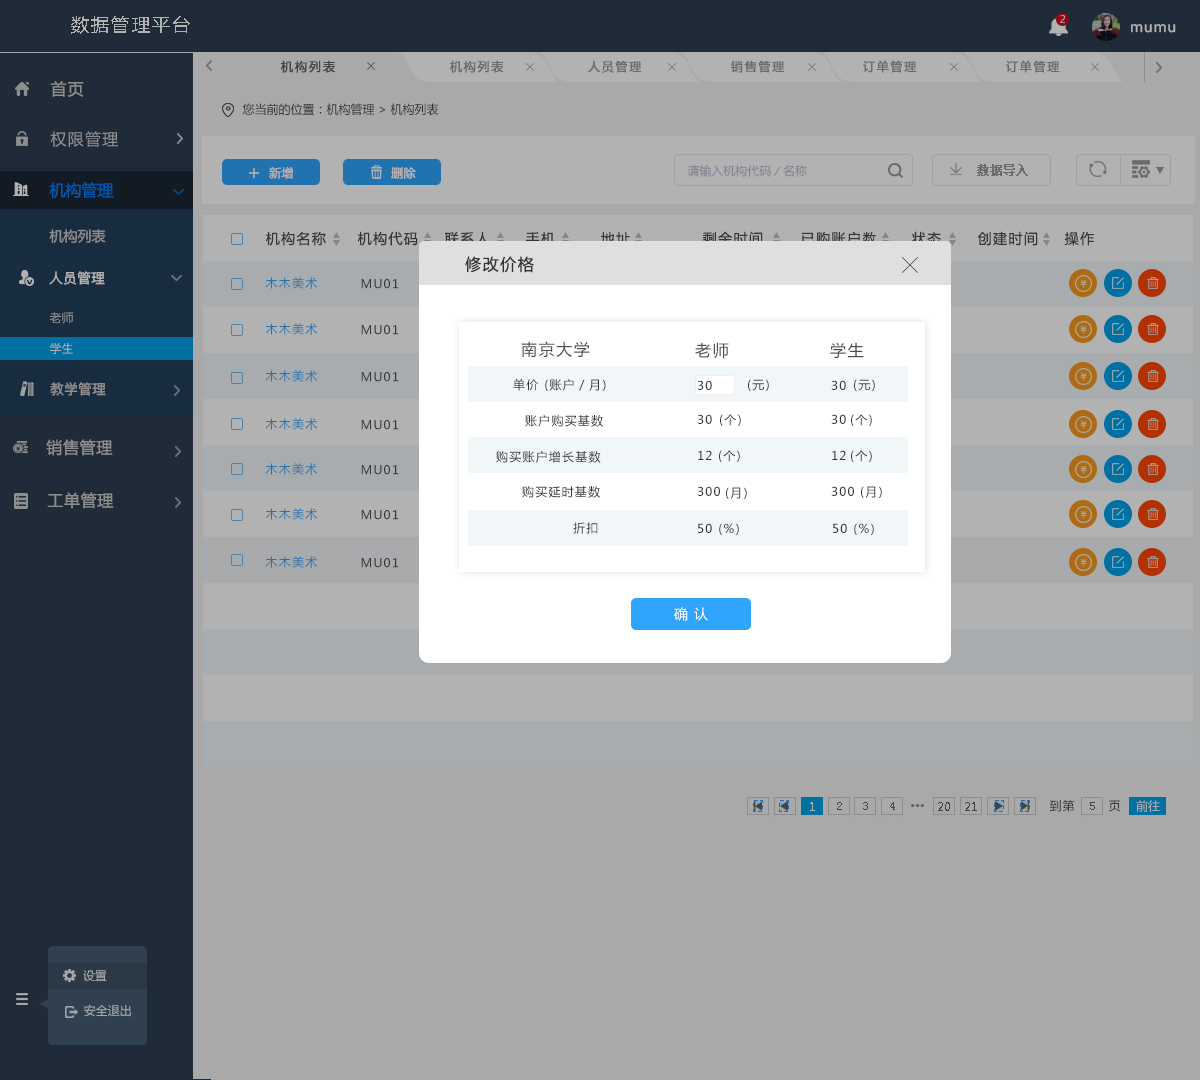 数据管理平台
2
mumu
机构列表
机构列表
人员管理
销售管理
订单管理
订单管理
您当前的位置：机构管理 > 机构列表
首页
权限管理
机构管理
机构列表
人员管理
老师
学生
教学管理
销售管理
工单管理
设置
安全退出
+ 新增
删除
请输入机构代码 / 名称
数据导入
机构名称 机构代码 联系人 手机 地址 剩余时间 已购账户数 状态 创建时间 操作
木木美术 MU01
木木美术 MU01
木木美术 MU01
木木美术 MU01
木木美术 MU01
木木美术 MU01
木木美术 MU01
修改价格
南京大学 老师 学生
单价 (账户 / 月) 30 (元) 30 (元)
账户购买基数 30 (个) 30 (个)
购买账户增长基数 12 (个) 12 (个)
购买延时基数 300 (月) 300 (月)
折扣 50 (%) 50 (%)
确 认
1 2 3 4 ••• 20 21 到第 5 页 前往